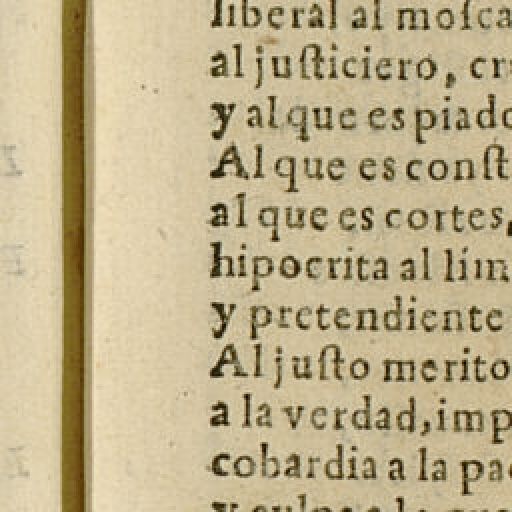 liberal al moſca
al juſticiero, cr
y al que es piado
Al que es conſt
al que es cortes,
hipocrita al lim
y pretendiente
Al juſto merito
a la verdad, imp
cobardia a la pa